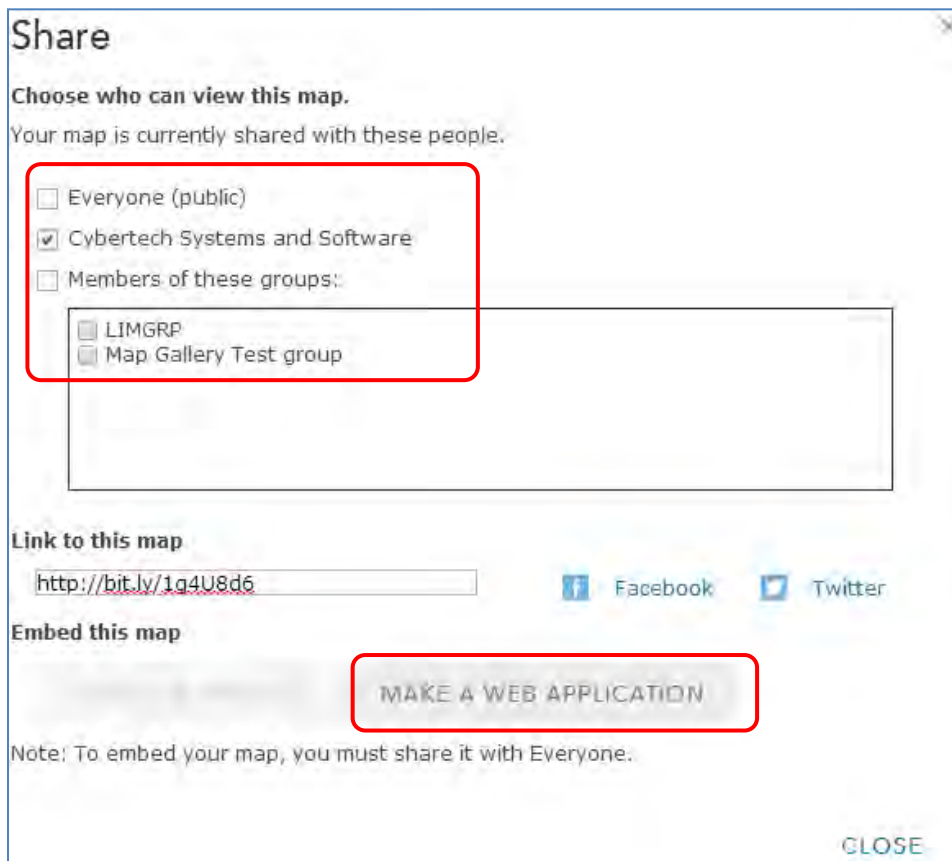 Share
Choose who can view this map.
Your map is currently shared with these people.
Everyone (public)
Cybertech Systems and Software
Members of these groups:
LIMGRP
Map Gallery Test group
Link to this map
http://bit.ly/1g4U8d6
Facebook Twitter
Embed this map
MAKE A WEB APPLICATION
Note: To embed your map, you must share it with Everyone.
CLOSE